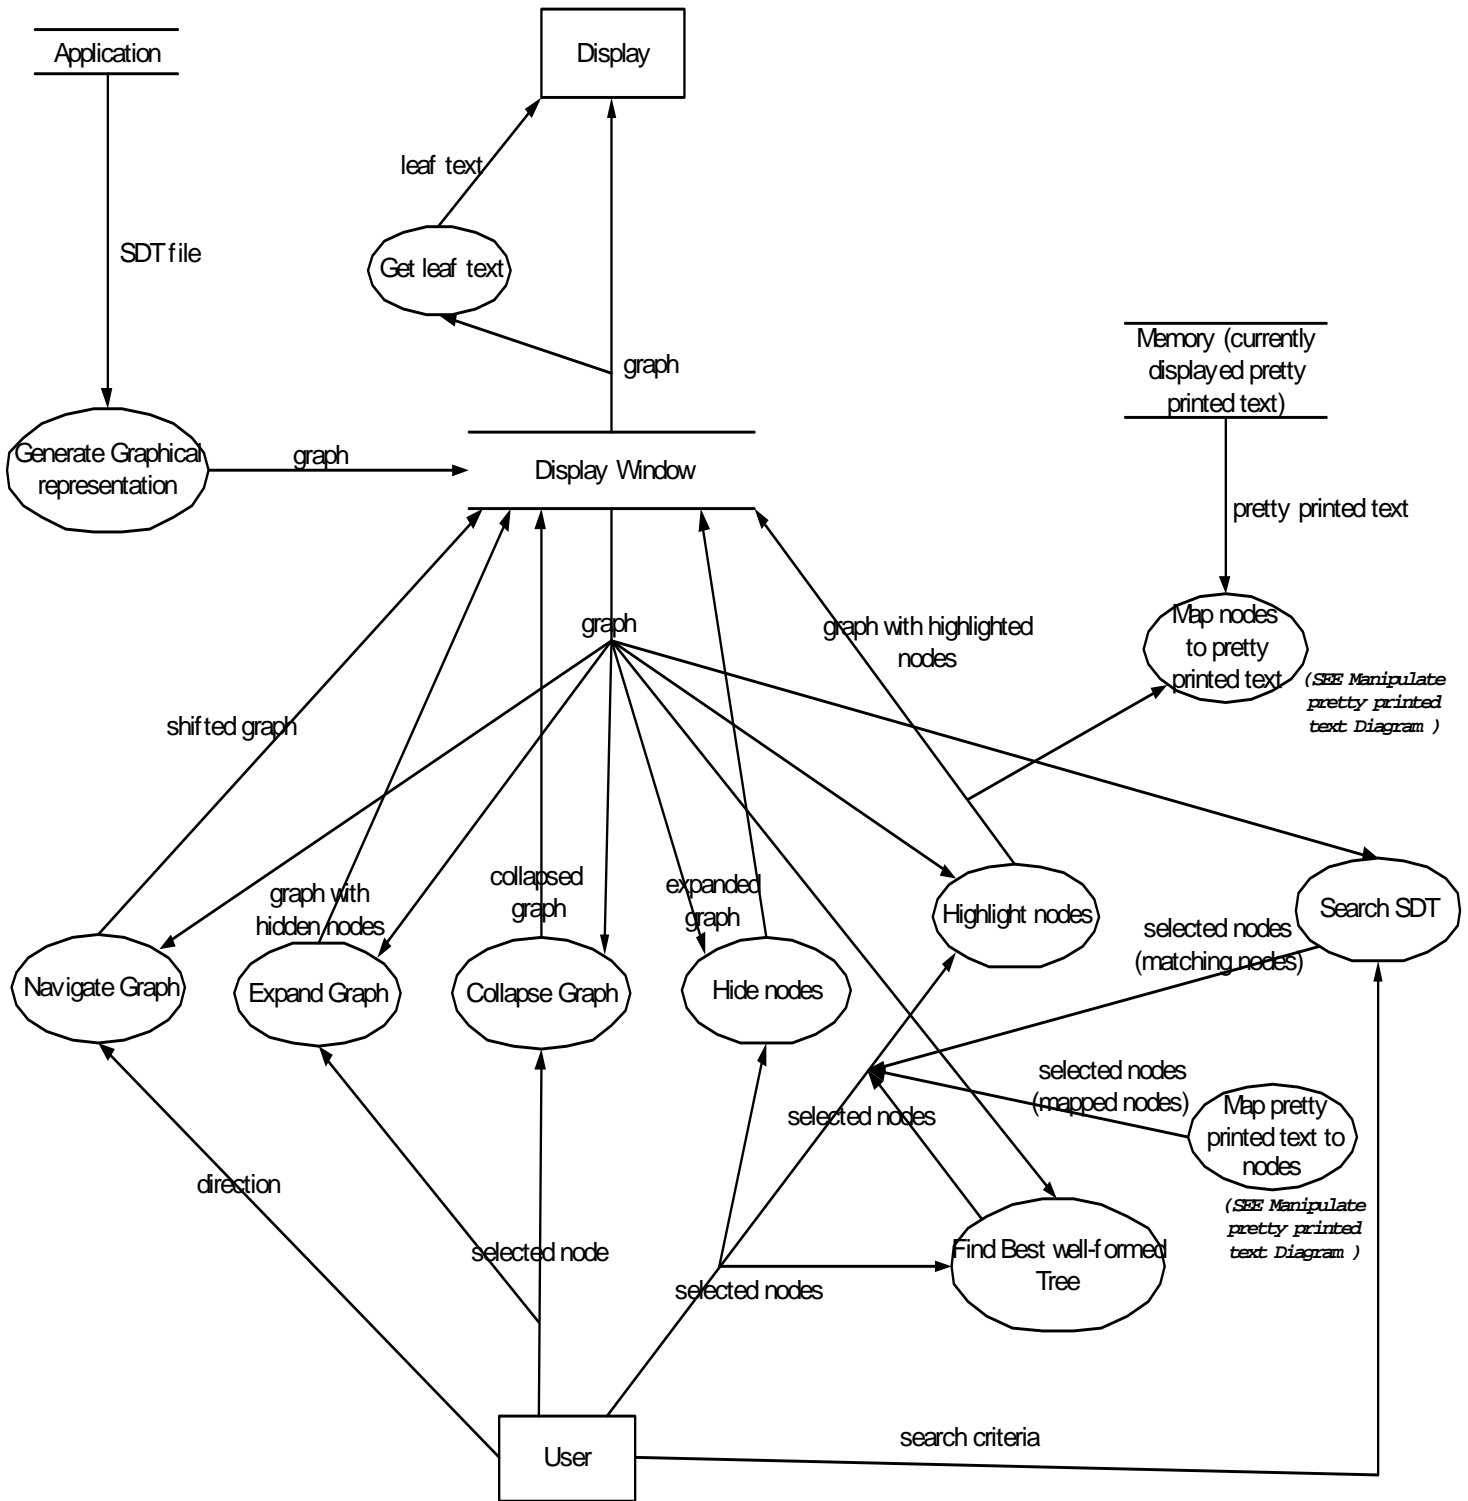 Application
Display
leaf text
SDT file
Get leaf text
graph
Memory (currently
displayed pretty
printed text)
Generate Graphical
representation
graph
Display Window
pretty printed text
graph
graph with highlighted
nodes
Map nodes
to pretty
printed text
(SEE Manipulate
pretty printed
text Diagram )
shifted graph
graph with
hidden nodes
collapsed
graph
expanded
graph
Highlight nodes
Search SDT
selected nodes
(matching nodes)
Navigate Graph
Expand Graph
Collapse Graph
Hide nodes
selected nodes
(mapped nodes)
selected nodes
Map pretty
printed text to
nodes
(SEE Manipulate
pretty printed
text Diagram )
direction
selected node
Find Best well-formed
Tree
selected nodes
User
search criteria